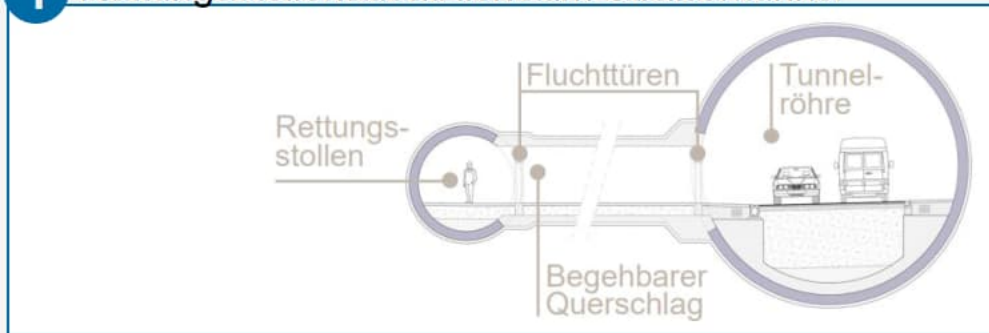 Fluchttüren
Tunnel-
röhre
Rettungs-
stollen
Begehbarer
Querschlag